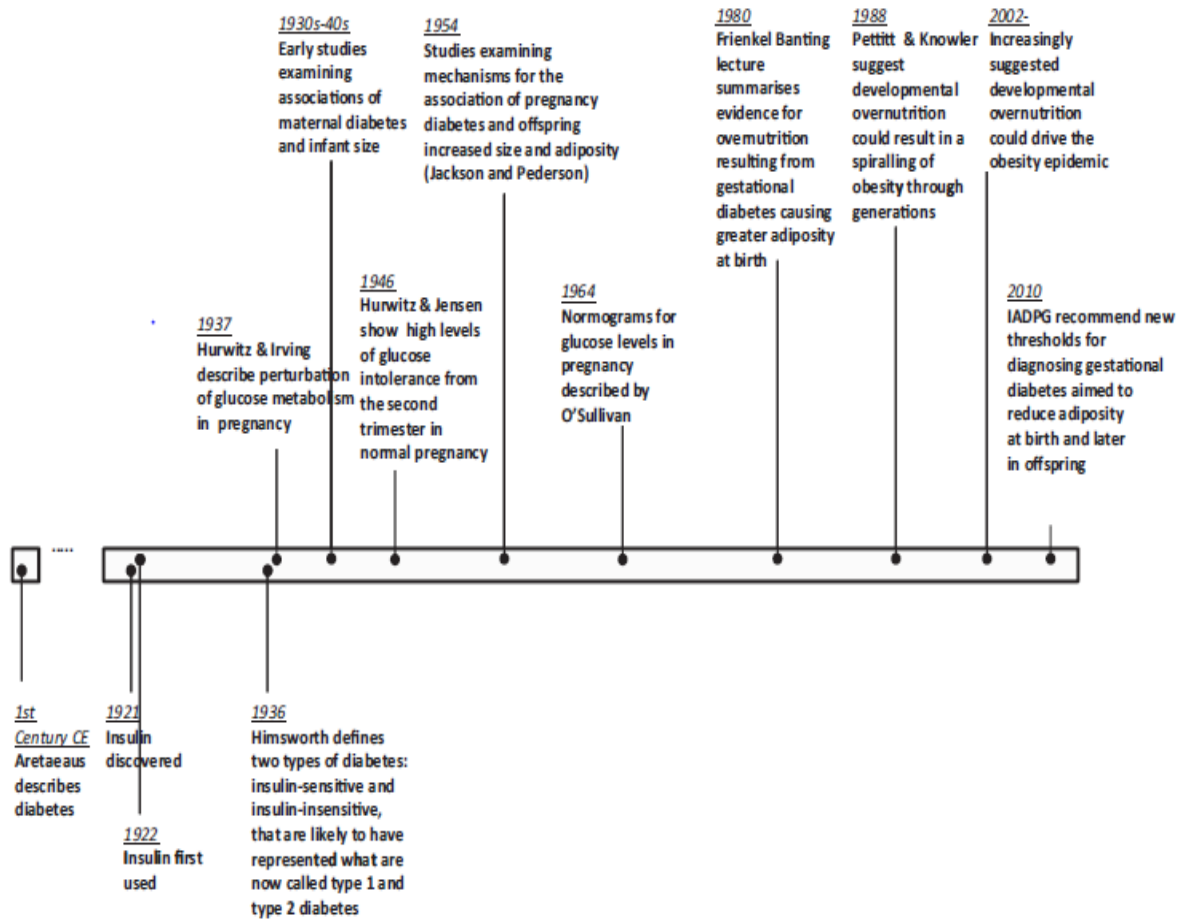 1930s-40s
Early studies
examining
associations of
maternal diabetes
and infant size
1954
Studies examining
mechanisms for the
association of pregnancy
diabetes and offspring
increased size and adiposity
(Jackson and Pederson)
1980
Frienkel Banting
lecture
summarises
evidence for
overnutrition
resulting from
gestational
diabetes causing
greater adiposity
at birth
1988
Pettitt & Knowler
suggest
developmental
overnutrition
could result in a
spiralling of
obesity through
generations
2002-
Increasingly
suggested
developmental
overnutrition
could drive the
obesity epidemic
1937
Hurwitz & Irving
describe perturbation
of glucose metabolism
in pregnancy
1946
Hurwitz & Jensen
show high levels
of glucose
intolerance from
the second
trimester in
normal pregnancy
1964
Normograms for
glucose levels in
pregnancy
described by
O'Sullivan
2010
IADPG recommend new
thresholds for
diagnosing gestational
diabetes aimed to
reduce adiposity
at birth and later
in offspring
.....
1st
Century CE
Aretaeaus
describes
diabetes
1921
Insulin
discovered
1922
Insulin first
used
1936
Himsworth defines
two types of diabetes:
insulin-sensitive and
insulin-insensitive,
that are likely to have
represented what are
now called type 1 and
type 2 diabetes